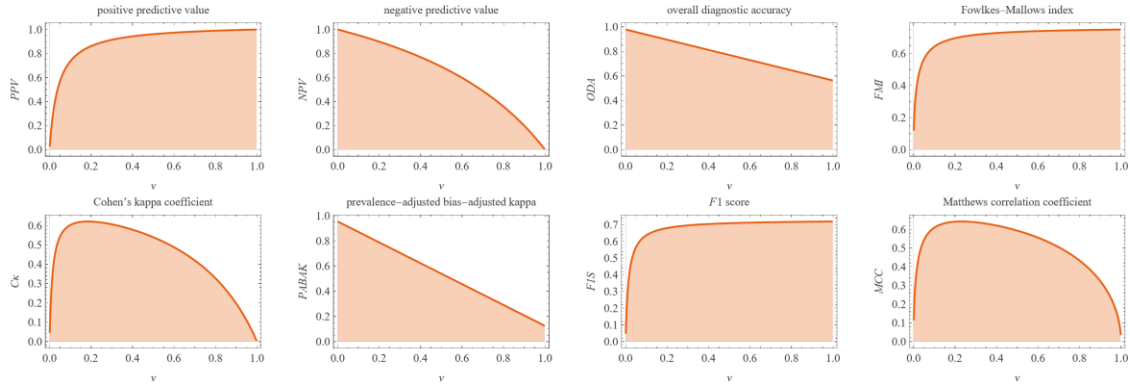 positive predictive value
negative predictive value
overall diagnostic accuracy
Fowlkes−Mallows index
PPV
1.0
0.8
0.6
0.4
0.2
0.0
0.0 0.2 0.4 0.6 0.8 1.0
v
NPV
1.0
0.8
0.6
0.4
0.2
0.0
0.0 0.2 0.4 0.6 0.8 1.0
v
ODA
1.0
0.8
0.6
0.4
0.2
0.0
0.0 0.2 0.4 0.6 0.8 1.0
v
FMI
0.6
0.4
0.2
0.0
0.0 0.2 0.4 0.6 0.8 1.0
v
Cohen's kappa coefficient
prevalence−adjusted bias−adjusted kappa
F1 score
Matthews correlation coefficient
Cκ
0.6
0.5
0.4
0.3
0.2
0.1
0.0
0.0 0.2 0.4 0.6 0.8 1.0
v
PABAK
1.0
0.8
0.6
0.4
0.2
0.0
0.0 0.2 0.4 0.6 0.8 1.0
v
F1S
0.7
0.6
0.5
0.4
0.3
0.2
0.1
0.0
0.0 0.2 0.4 0.6 0.8 1.0
v
MCC
0.6
0.5
0.4
0.3
0.2
0.1
0.0
0.0 0.2 0.4 0.6 0.8 1.0
v